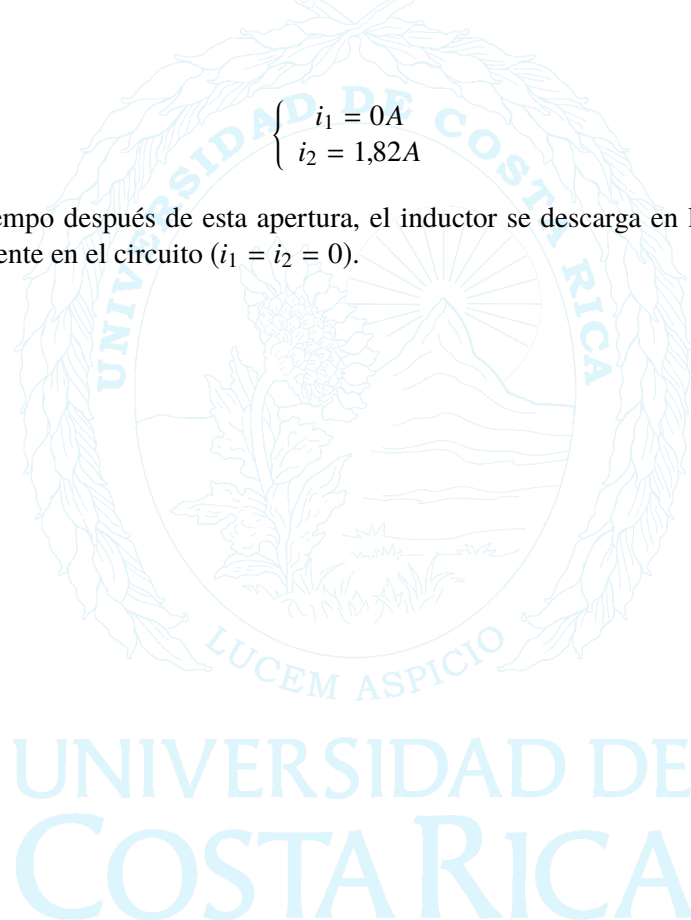 i₁ = 0A
i₂ = 1,82A
empo después de esta apertura, el inductor se descarga en
ente en el circuito (i₁ = i₂ = 0).
UNIVERSIDAD DE COSTA RICA
LUCEM ASPICIO
UNIVERSIDAD DE
COSTA RICA